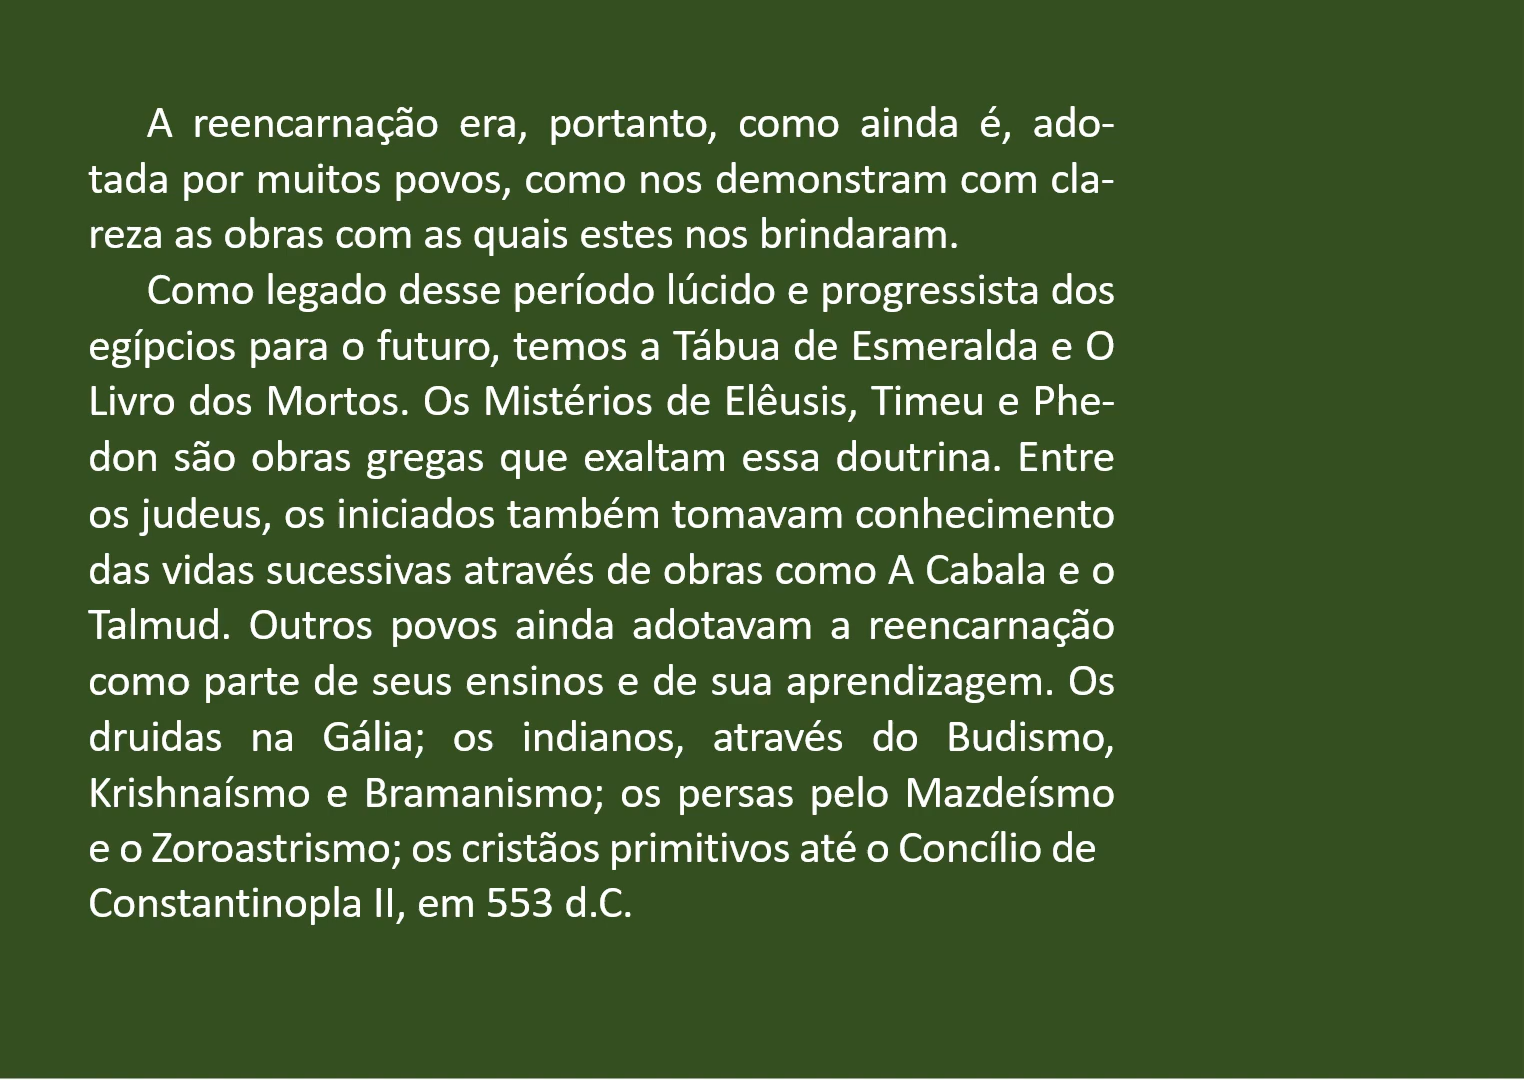 A reencarnação era, portanto, como ainda é, ado-
tada por muitos povos, como nos demonstram com cla-
reza as obras com as quais estes nos brindaram.
Como legado desse período lúcido e progressista dos
egípcios para o futuro, temos a Tábua de Esmeralda e O
Livro dos Mortos. Os Mistérios de Elêusis, Timeu e Phe-
don são obras gregas que exaltam essa doutrina. Entre
os judeus, os iniciados também tomavam conhecimento
das vidas sucessivas através de obras como A Cabala e o
Talmud. Outros povos ainda adotavam a reencarnação
como parte de seus ensinos e de sua aprendizagem. Os
druidas na Gália; os indianos, através do Budismo,
Krishnaísmo e Bramanismo; os persas pelo Mazdeísmo
e o Zoroastrismo; os cristãos primitivos até o Concílio de
Constantinopla II, em 553 d.C.